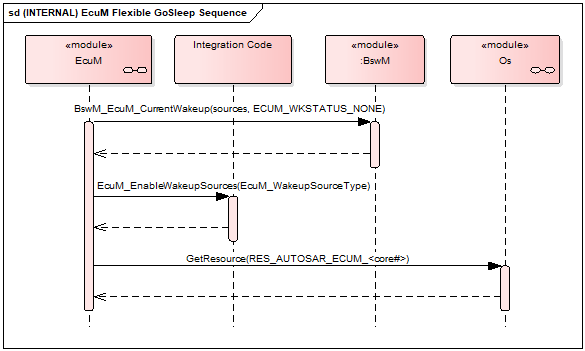 sd (INTERNAL) EcuM Flexible GoSleep Sequence
«module»
EcuM
Integration Code
«module»
:BswM
«module»
Os
BswM_EcuM_CurrentWakeup(sources, ECUM_WKSTATUS_NONE)
EcuM_EnableWakeupSources(EcuM_WakeupSourceType)
GetResource(RES_AUTOSAR_ECUM_<core#>)